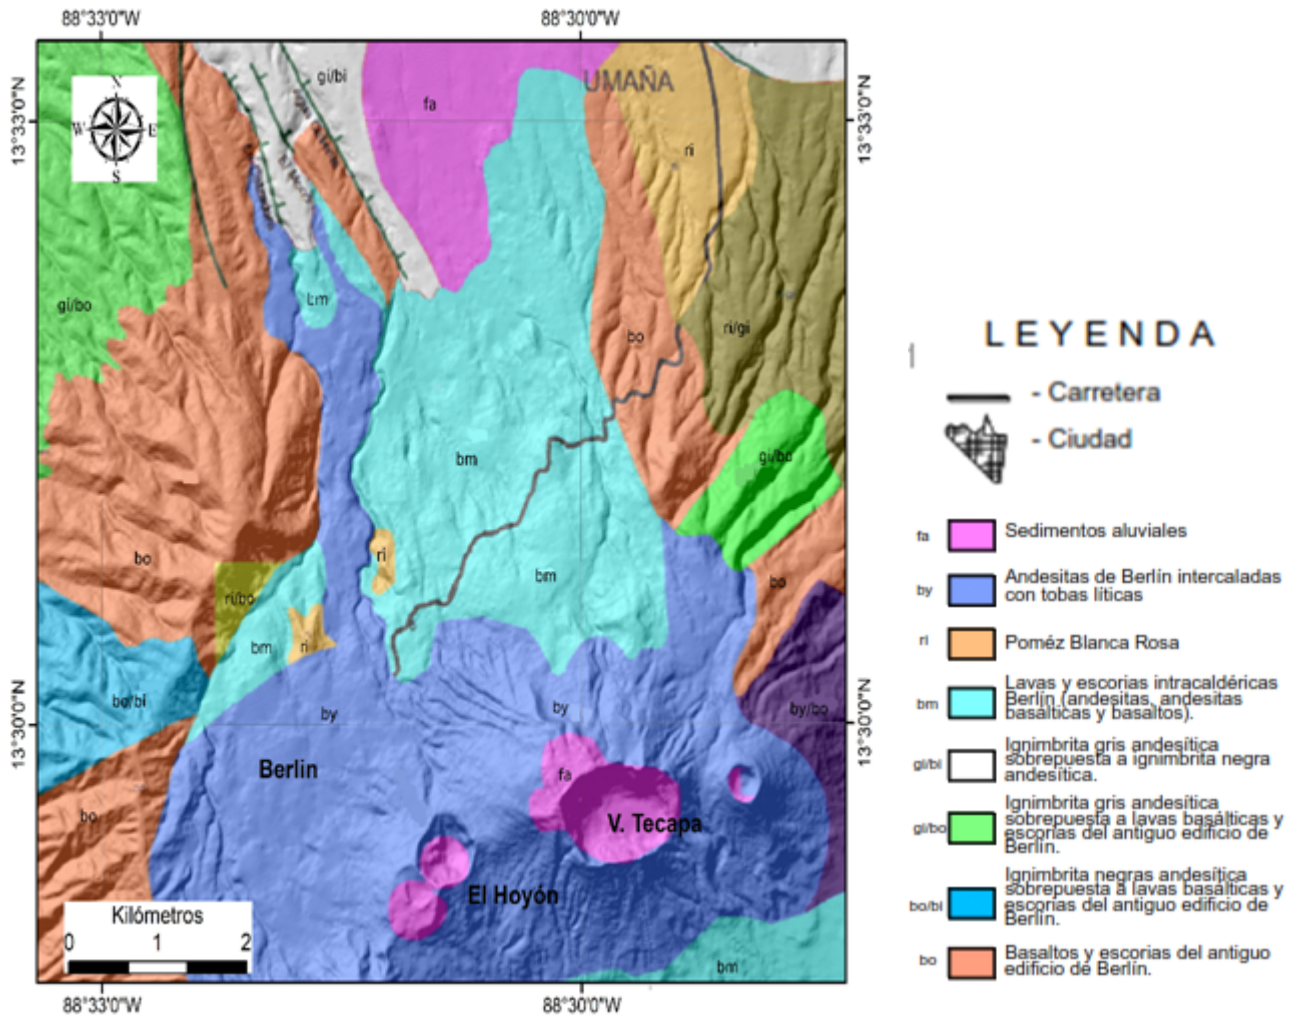 88°33'0"W 88°30'0"W
13°33'0"N 13°33'0"N
N
W E
S
gi/bi
fa
UMAÑA
ri
gi/bo
bm
bo
ri/gi
bm
gi/bo
bo
ri
bm
bo
ri/bo
bm
ri
bo/bi
by
by
by/bo
13°30'0"N 13°30'0"N
Berlin
fa
bo
V. Tecapa
El Hoyón
bm
Kilómetros
0 1 2
88°33'0"W 88°30'0"W
LEYENDA
- Carretera
- Ciudad
fa Sedimentos aluviales
by Andesitas de Berlín intercaladas
con tobas líticas
ri Poméz Blanca Rosa
bm Lavas y escorias intracaldéricas
Berlín (andesitas, andesitas
basálticas y basaltos).
gi/bi Ignimbrita gris andesítica
sobrepuesta a ignimbrita negra
andesítica.
gi/bo Ignimbrita gris andesítica
sobrepuesta a lavas basálticas y
escorias del antiguo edificio de
Berlín.
bo/bi Ignimbrita negras andesítica
sobrepuesta a lavas basálticas y
escorias del antiguo edificio de
Berlín.
bo Basaltos y escorias del antiguo
edificio de Berlín.